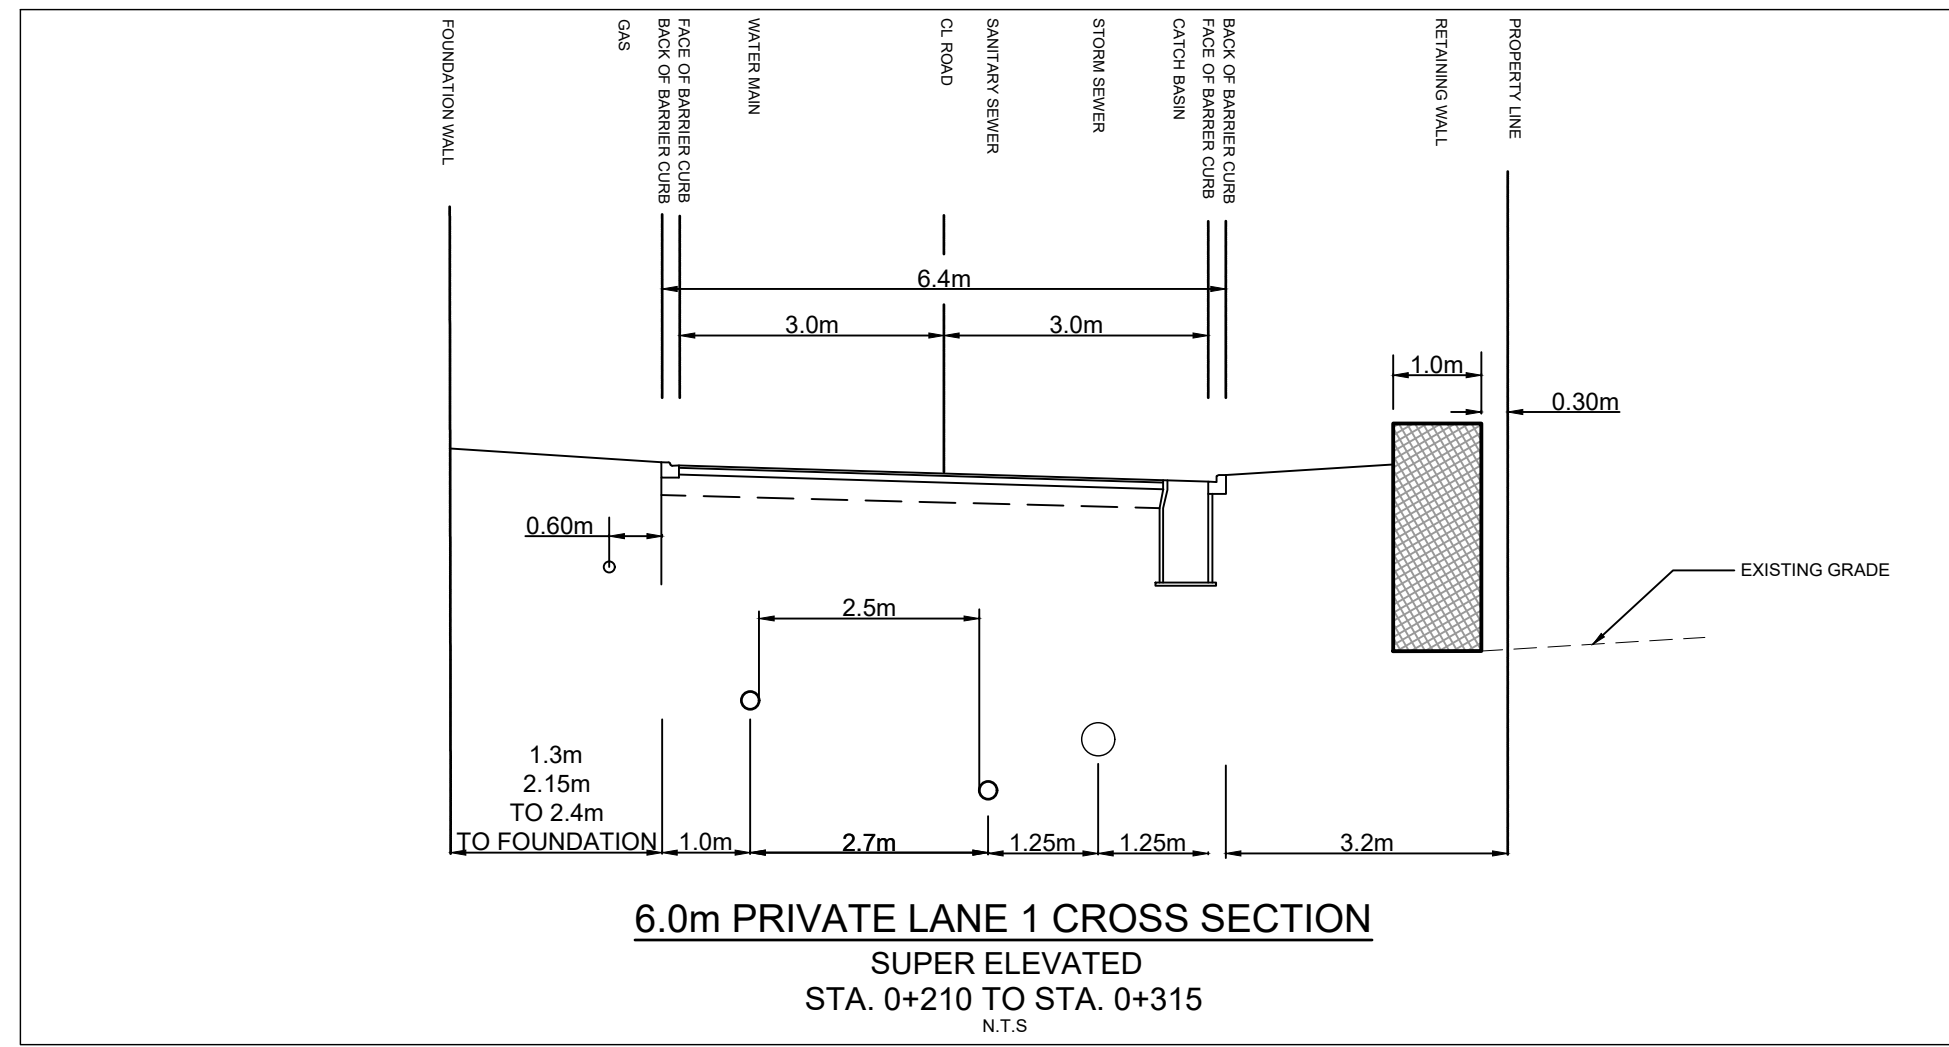 FOUNDATION WALL
GAS
BACK OF BARRIER CURB
FACE OF BARRIER CURB
WATER MAIN
CL ROAD
SANITARY SEWER
STORM SEWER
CATCH BASIN
FACE OF BARRER CURB
BACK OF BARRIER CURB
RETAINING WALL
PROPERTY LINE
6.4m
3.0m
3.0m
1.0m
0.30m
0.60m
EXISTING GRADE
2.5m
1.3m
2.15m
TO 2.4m
TO FOUNDATION
1.0m
2.7m
1.25m
1.25m
3.2m
6.0m PRIVATE LANE 1 CROSS SECTION
SUPER ELEVATED
STA. 0+210 TO STA. 0+315
N.T.S